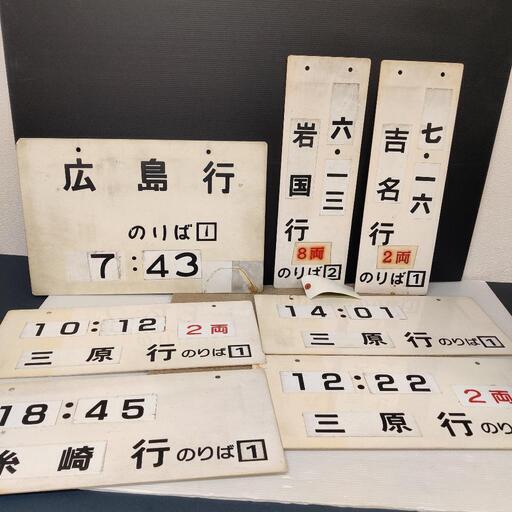 広島行
のりば1
7:43
六・一三
岩国行
8両
のりば2
七・一六
吉名行
2両
のりば1
10:12 2両
三原行 のりば1
14:01
三原行 のりば1
18:45
糸崎行 のりば1
12:22 2両
三原行 のりば